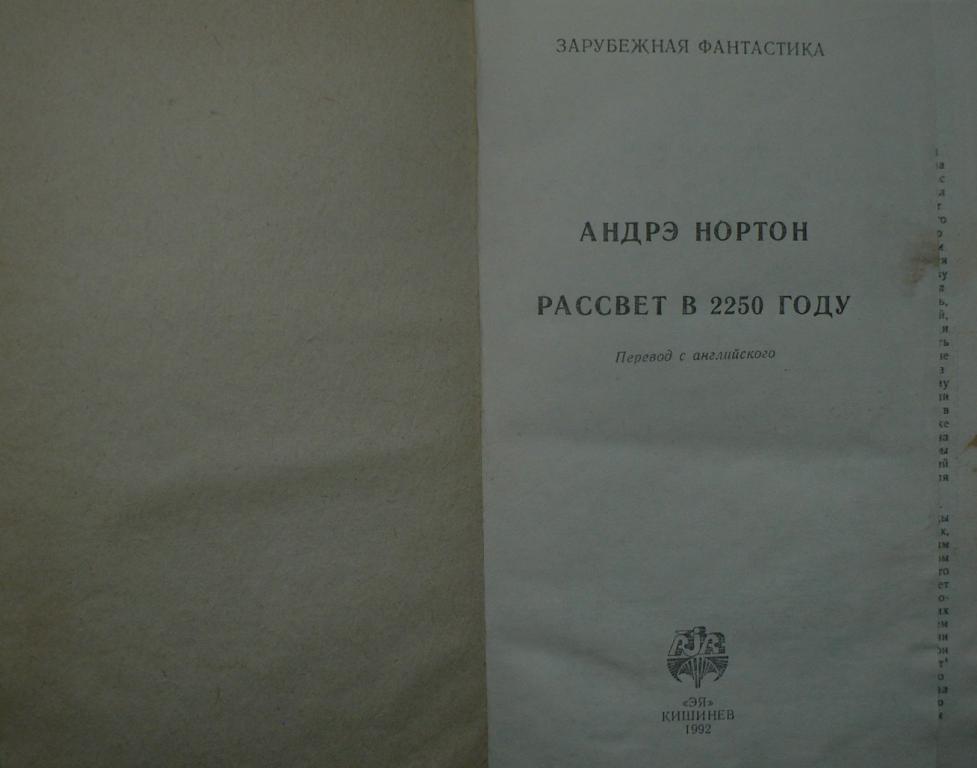 ЗАРУБЕЖНАЯ ФАНТАСТИКА
АНДРЭ НОРТОН
РАССВЕТ В 2250 ГОДУ
Перевод с английского
«ЭЯ»
КИШИНЕВ
1992